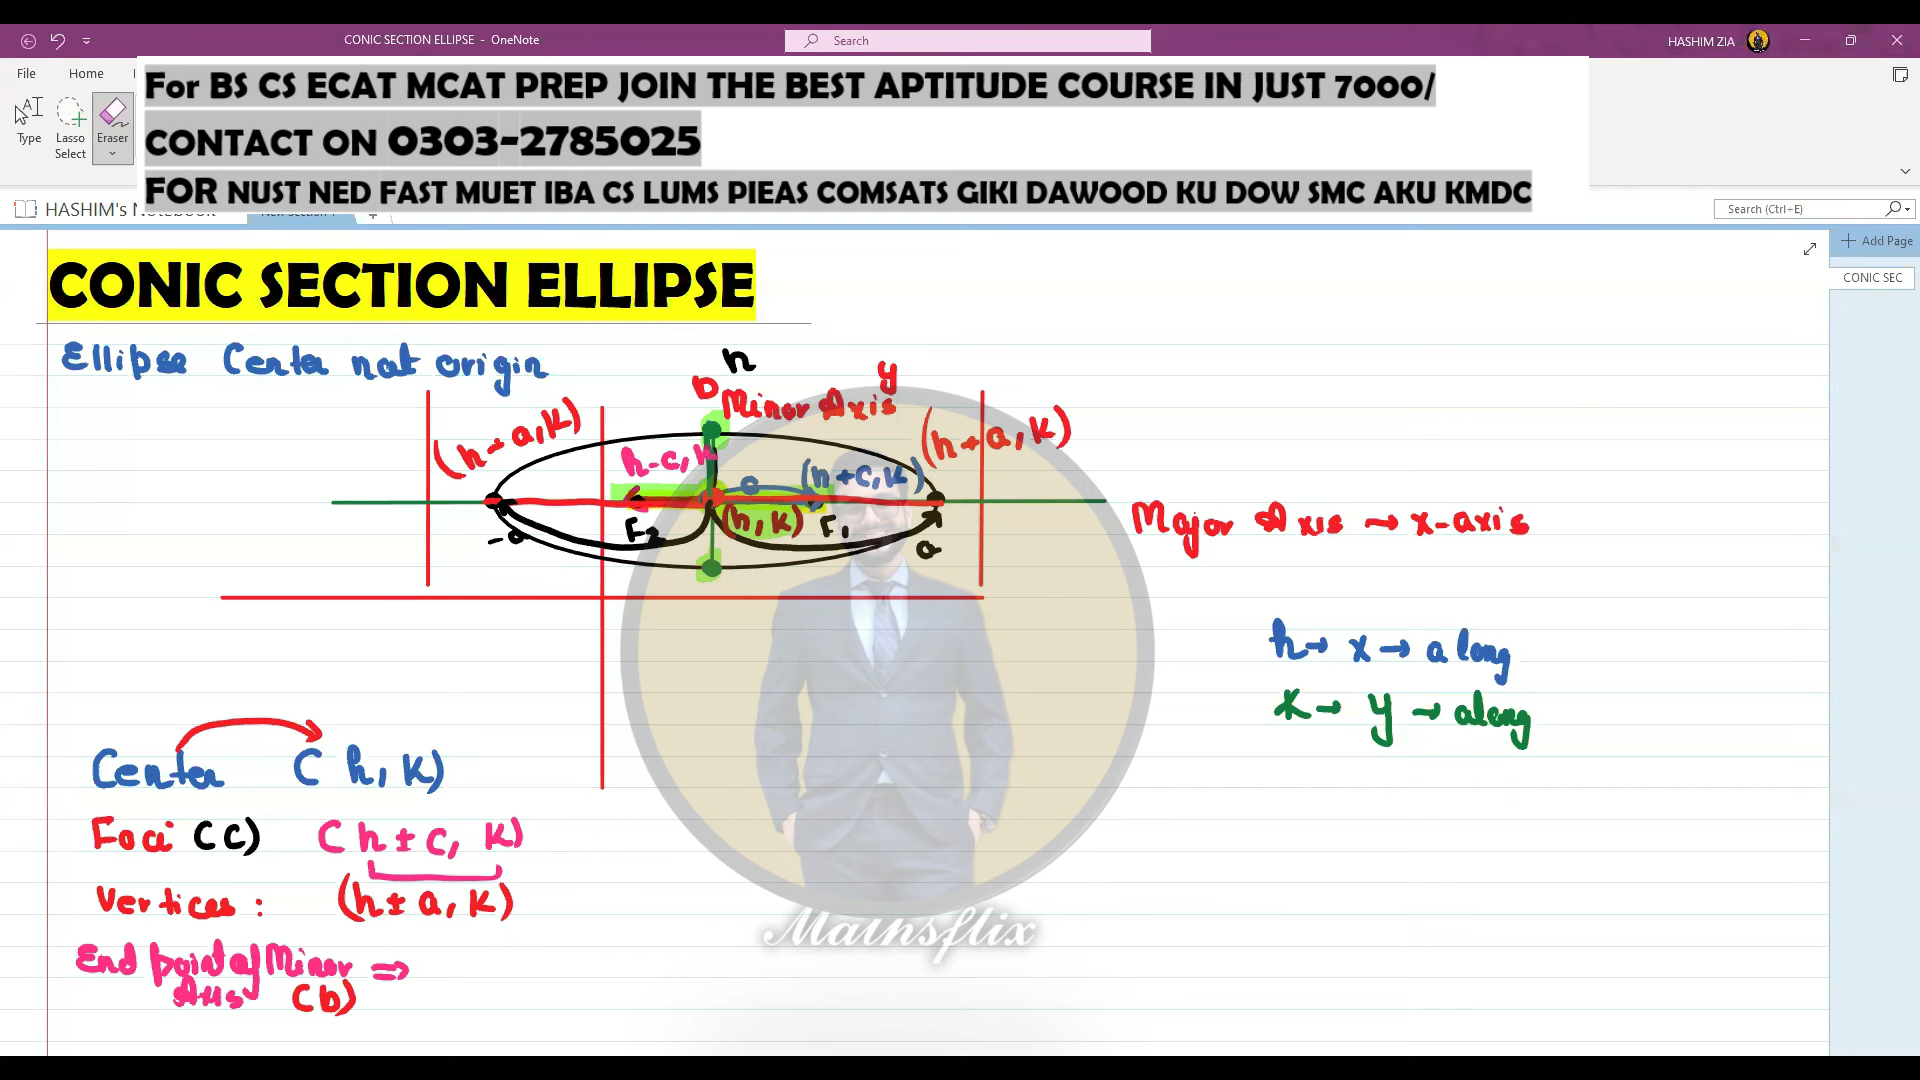 CONIC SECTION ELLIPSE - OneNote
Search
HASHIM ZIA
File Home
For BS CS ECAT MCAT PREP JOIN THE BEST APTITUDE COURSE IN JUST 7000/
CONTACT ON 0303-2785025
FOR NUST NED FAST MUET IBA CS LUMS PIEAS COMSATS GIKI DAWOOD KU DOW SMC AKU KMDC
Type
Lasso Select
Eraser
HASHIM's Notebook
Search (Ctrl+E)
Add Page
CONIC SEC
CONIC SECTION ELLIPSE
Ellipse Center not origin
h
y
b
Minor Axis
(h-a, k)
(h+a, k)
h-c, k
c
(h+c, k)
(h, k)
F2
F1
-a
a
Major Axis → x-axis
h → x → along
k → y → along
Center C h, k)
Foci (C) (h ± c, k)
Vertices : (h ± a, k)
End point of Minor ⇒
Axis (b)
Mainsflix